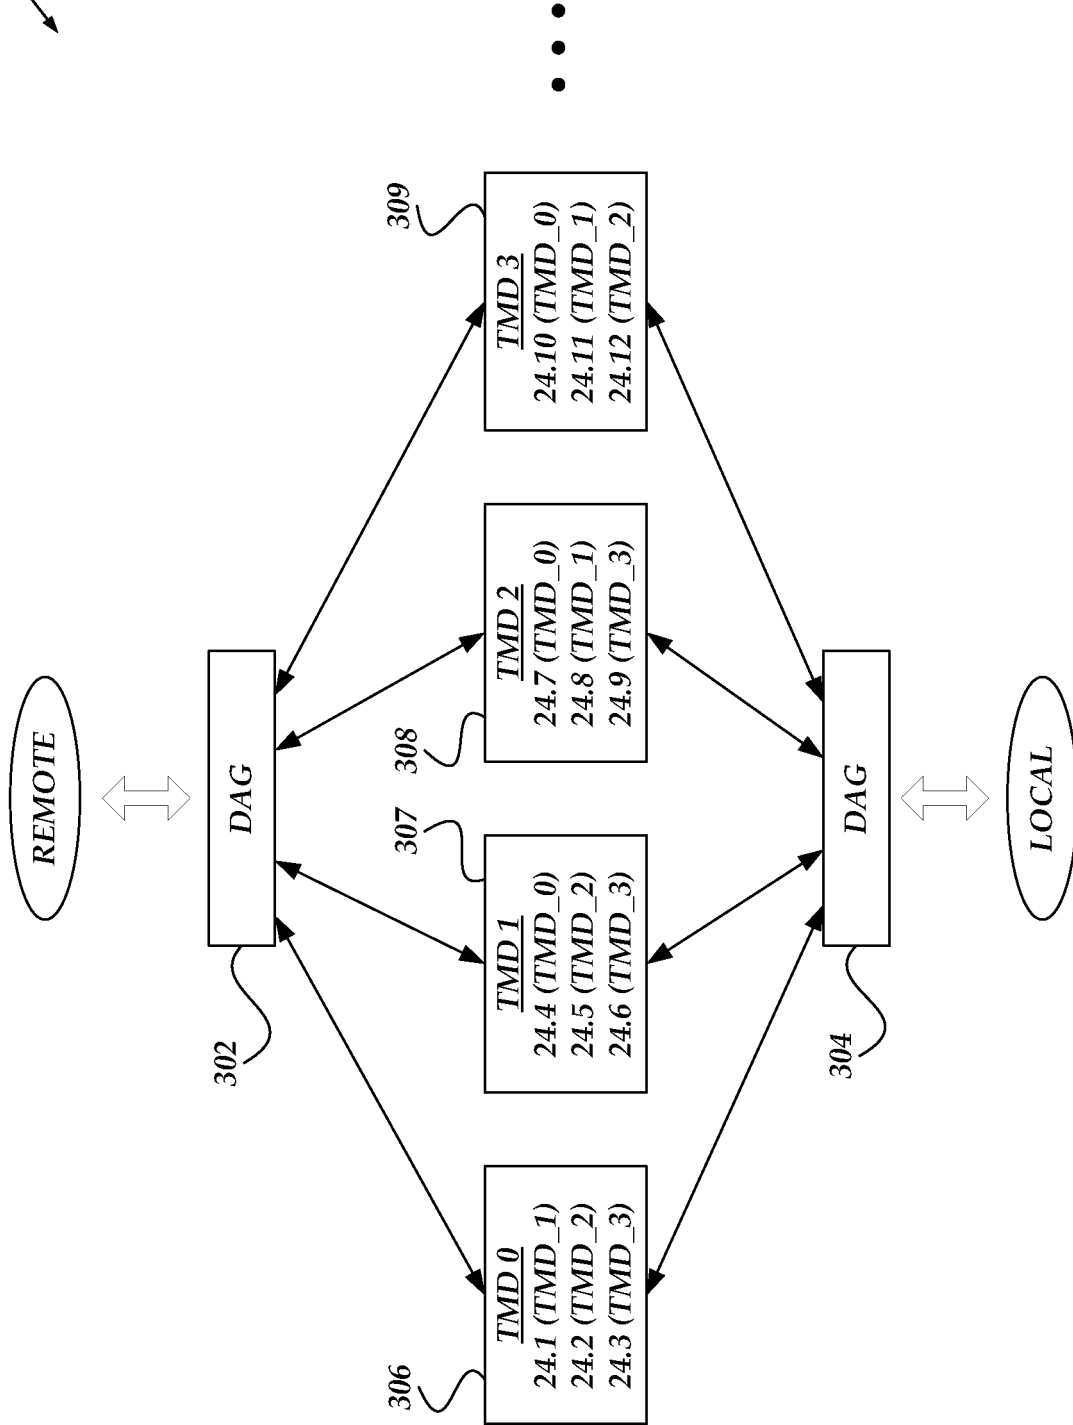 REMOTE
DAG
302
306
TMD 0
24.1 (TMD_1)
24.2 (TMD_2)
24.3 (TMD_3)
307
TMD 1
24.4 (TMD_0)
24.5 (TMD_2)
24.6 (TMD_3)
308
TMD 2
24.7 (TMD_0)
24.8 (TMD_1)
24.9 (TMD_3)
309
TMD 3
24.10 (TMD_0)
24.11 (TMD_1)
24.12 (TMD_2)
304
DAG
LOCAL